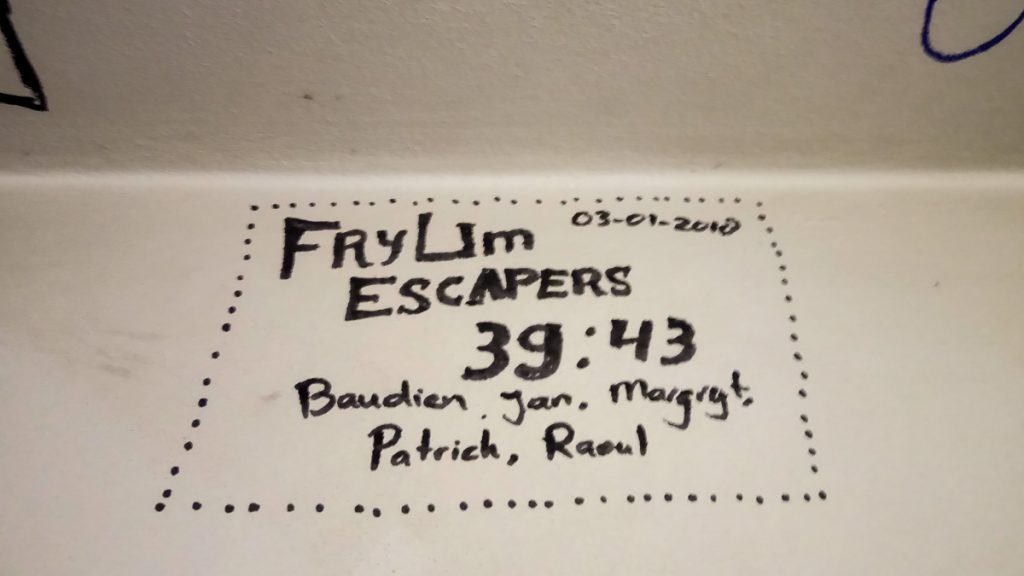 FRYLIM 03-01-2018
ESCAPERS
39:43
Baudien, Jan, Margryt,
Patrick, Raoul